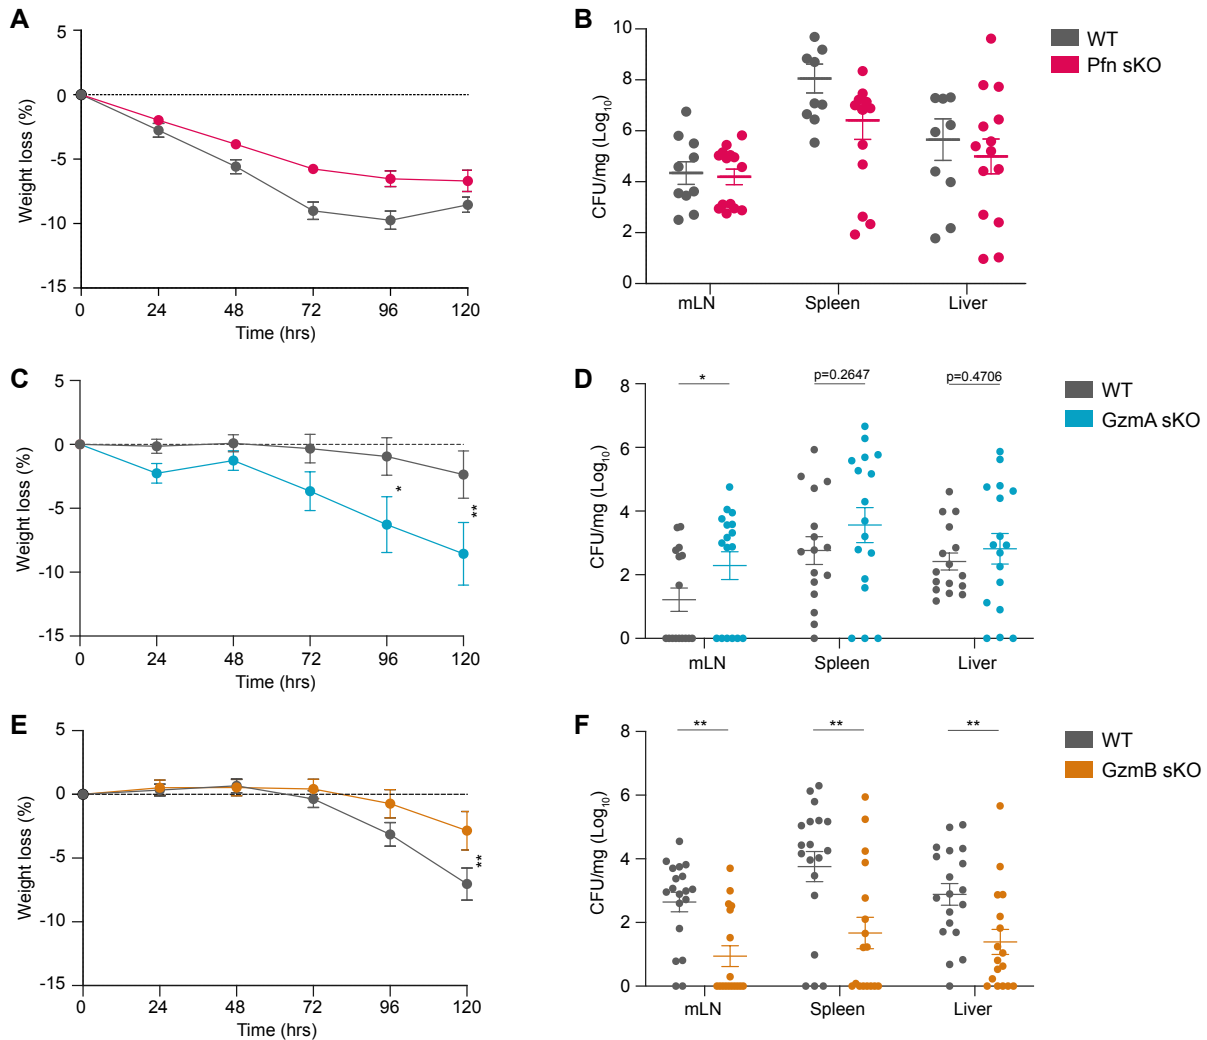 A
5
0
-5
-10
-15
Weight loss (%)
0 24 48 72 96 120
Time (hrs)
B
10
8
6
4
2
0
CFU/mg (Log10)
mLN Spleen Liver
WT
Pfn sKO
C
5
0
-5
-10
-15
Weight loss (%)
*
**
0 24 48 72 96 120
Time (hrs)
D
8
6
4
2
0
CFU/mg (Log10)
* p=0.2647 p=0.4706
mLN Spleen Liver
WT
GzmA sKO
E
5
0
-5
-10
-15
Weight loss (%)
**
0 24 48 72 96 120
Time (hrs)
F
8
6
4
2
0
CFU/mg (Log10)
** ** **
mLN Spleen Liver
WT
GzmB sKO